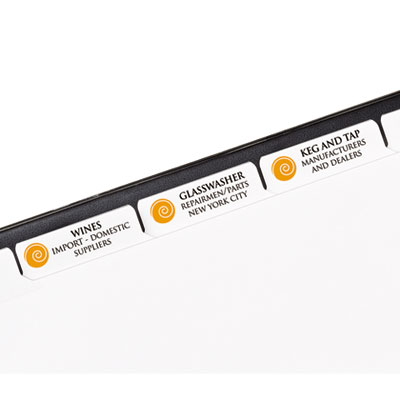 WINES
IMPORT - DOMESTIC
SUPPLIERS
GLASSWASHER
REPAIRMEN/PARTS
NEW YORK CITY
KEG AND TAP
MANUFACTURERS
AND DEALERS